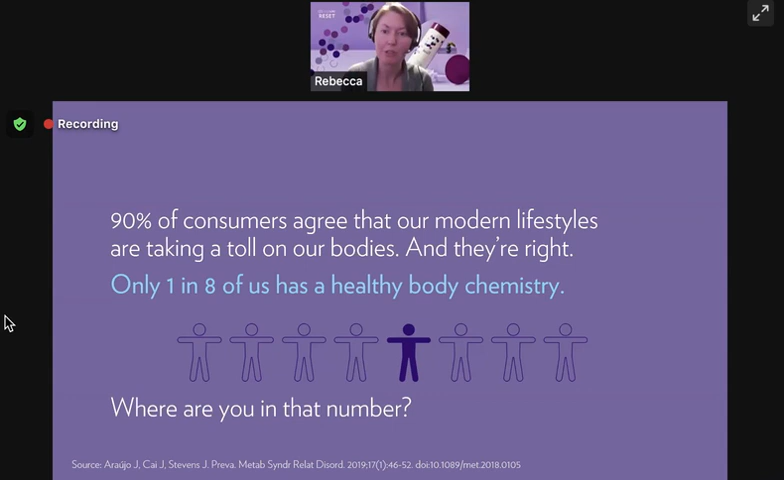 RESET
Rebecca
Recording
90% of consumers agree that our modern lifestyles
are taking a toll on our bodies. And they're right.
Only 1 in 8 of us has a healthy body chemistry.
Where are you in that number?
Source: Araújo J, Cai J, Stevens J. Preva. Metab Syndr Relat Disord. 2019;17(1):46-52. doi:10.1089/met.2018.0105